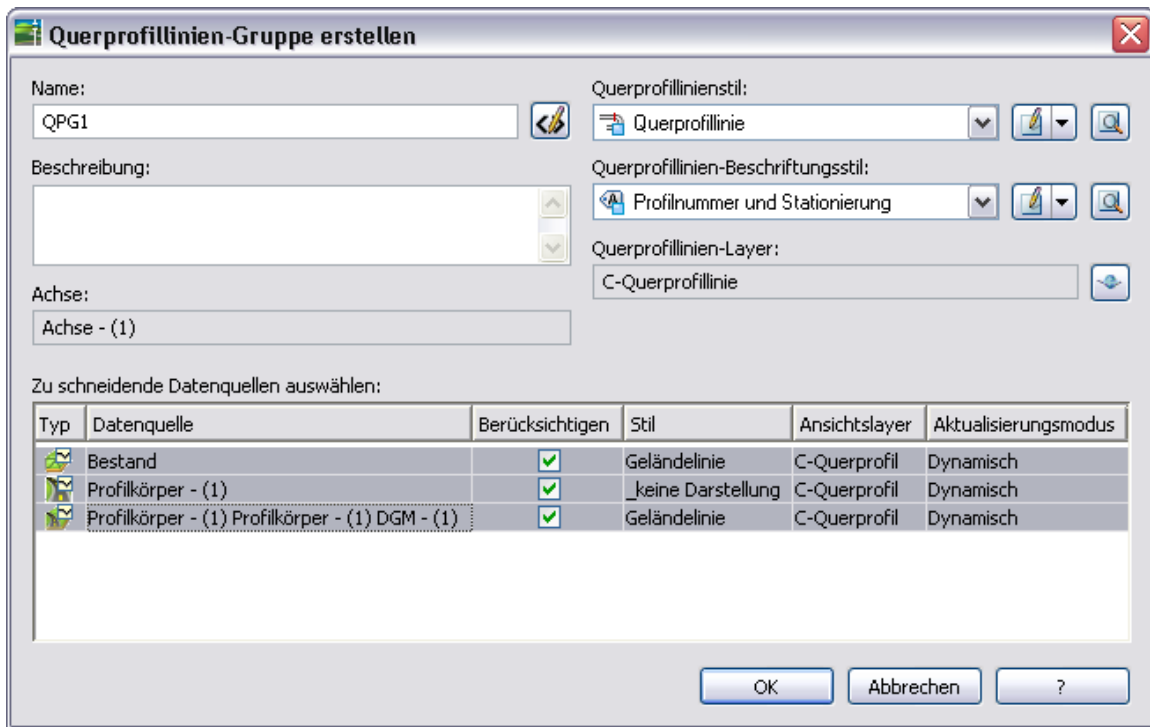 Querprofillinien-Gruppe erstellen
Name:
QPG1
Beschreibung:
Achse:
Achse - (1)
Querprofillinienstil:
Querprofillinie
Querprofillinien-Beschriftungsstil:
Profilnummer und Stationierung
Querprofillinien-Layer:
C-Querprofillinie
Zu schneidende Datenquellen auswählen:
Typ Datenquelle Berücksichtigen Stil Ansichtslayer Aktualisierungsmodus
Bestand Geländelinie C-Querprofil Dynamisch
Profilkörper - (1) _keine Darstellung C-Querprofil Dynamisch
Profilkörper - (1) Profilkörper - (1) DGM - (1) Geländelinie C-Querprofil Dynamisch
OK Abbrechen ?